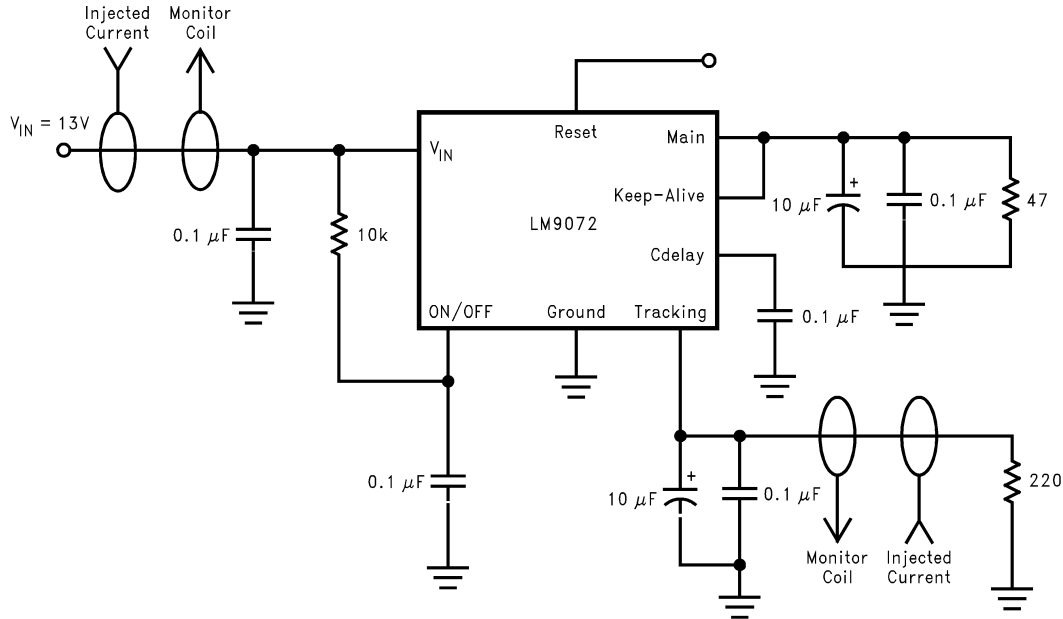 Injected
Current
Monitor
Coil
VIN = 13V
Reset
Main
VIN
Keep-Alive
10 μF
+
0.1 μF
47
0.1 μF
10k
LM9072
Cdelay
ON/OFF
Ground
Tracking
0.1 μF
0.1 μF
10 μF
+
0.1 μF
220
Monitor
Coil
Injected
Current